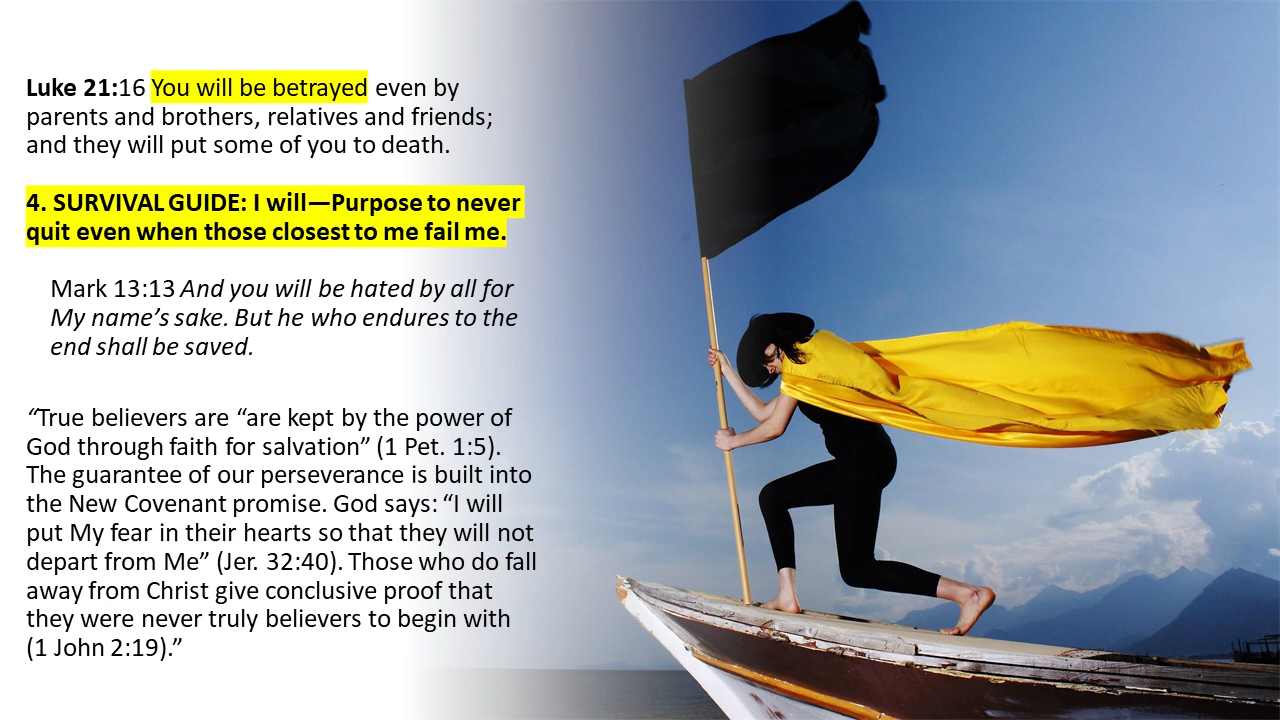 Luke 21:16 You will be betrayed even by
parents and brothers, relatives and friends;
and they will put some of you to death.
4. SURVIVAL GUIDE: I will—Purpose to never
quit even when those closest to me fail me.
Mark 13:13 And you will be hated by all for
My name’s sake. But he who endures to the
end shall be saved.
“True believers are “are kept by the power of
God through faith for salvation” (1 Pet. 1:5).
The guarantee of our perseverance is built into
the New Covenant promise. God says: “I will
put My fear in their hearts so that they will not
depart from Me” (Jer. 32:40). Those who do fall
away from Christ give conclusive proof that
they were never truly believers to begin with
(1 John 2:19).”